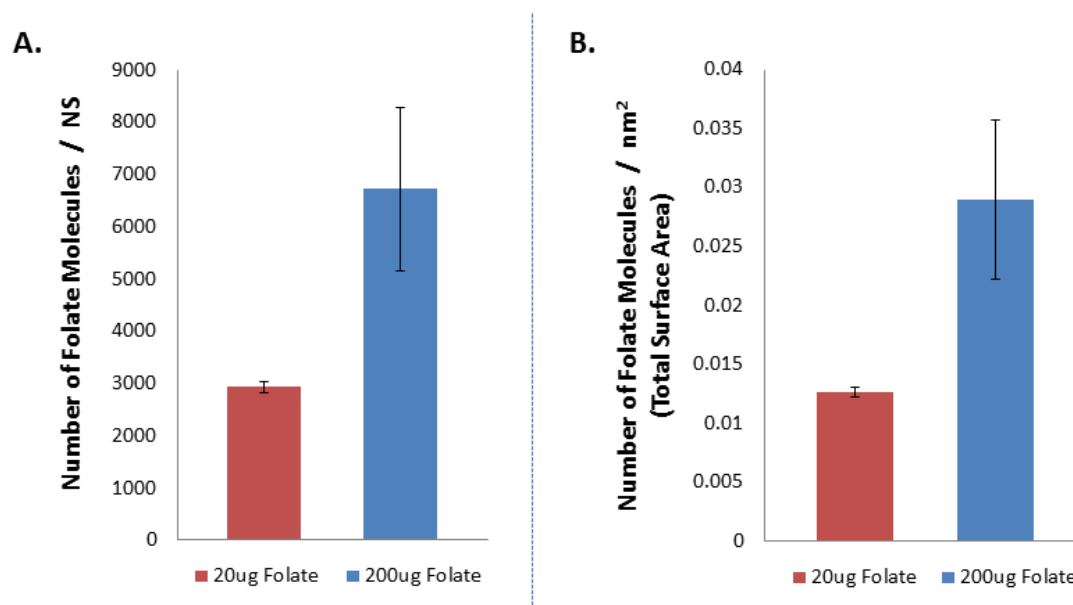 A.
Number of Folate Molecules / NS
9000
8000
7000
6000
5000
4000
3000
2000
1000
0
20ug Folate 200ug Folate
B.
Number of Folate Molecules / nm²
(Total Surface Area)
0.04
0.035
0.03
0.025
0.02
0.015
0.01
0.005
0
20ug Folate 200ug Folate